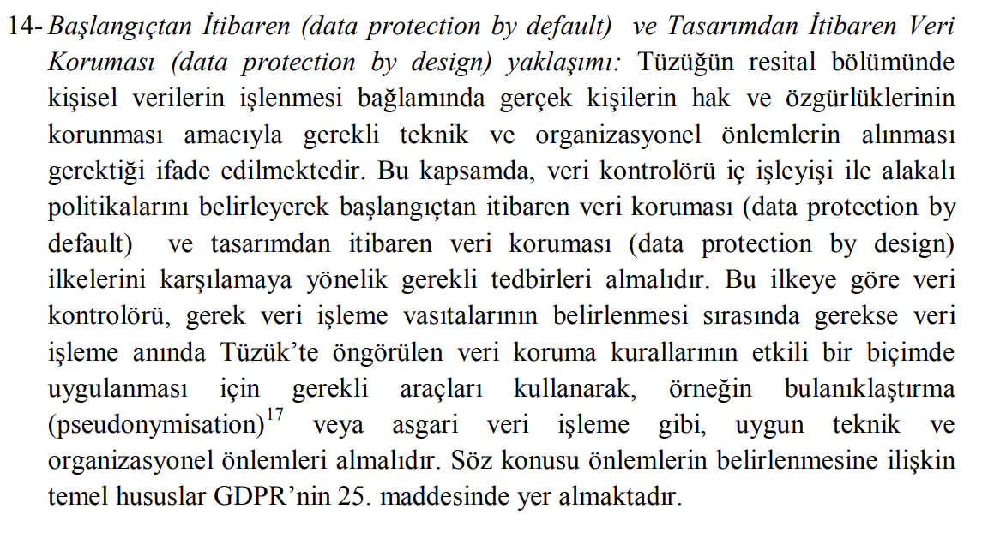 14- Başlangıçtan İtibaren (data protection by default) ve Tasarımdan İtibaren Veri
Koruması (data protection by design) yaklaşımı: Tüzüğün resital bölümünde
kişisel verilerin işlenmesi bağlamında gerçek kişilerin hak ve özgürlüklerinin
korunması amacıyla gerekli teknik ve organizasyonel önlemlerin alınması
gerektiği ifade edilmektedir. Bu kapsamda, veri kontrolörü iç işleyişi ile alakalı
politikalarını belirleyerek başlangıçtan itibaren veri koruması (data protection by
default) ve tasarımdan itibaren veri koruması (data protection by design)
ilkelerini karşılamaya yönelik gerekli tedbirleri almalıdır. Bu ilkeye göre veri
kontrolörü, gerek veri işleme vasıtalarının belirlenmesi sırasında gerekse veri
işleme anında Tüzük’te öngörülen veri koruma kurallarının etkili bir biçimde
uygulanması için gerekli araçları kullanarak, örneğin bulanıklaştırma
(pseudonymisation)17 veya asgari veri işleme gibi, uygun teknik ve
organizasyonel önlemleri almalıdır. Söz konusu önlemlerin belirlenmesine ilişkin
temel hususlar GDPR’nin 25. maddesinde yer almaktadır.